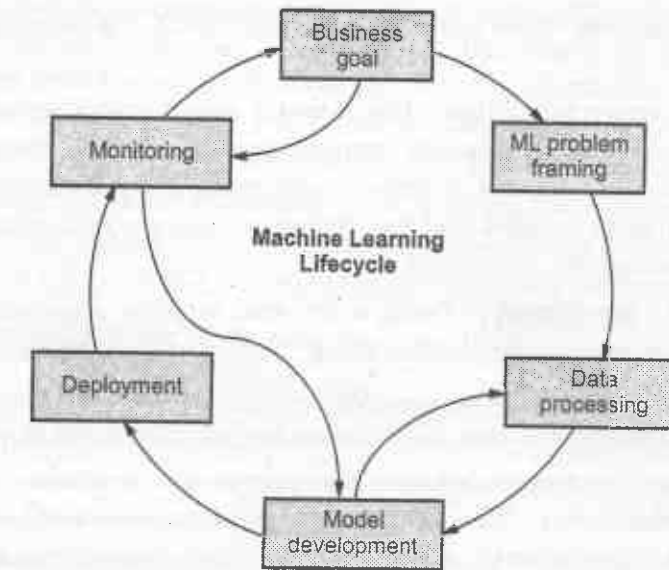 Business
goal
Monitoring
ML problem
framing
Machine Learning
Lifecycle
Deployment
Data
processing
Model
development